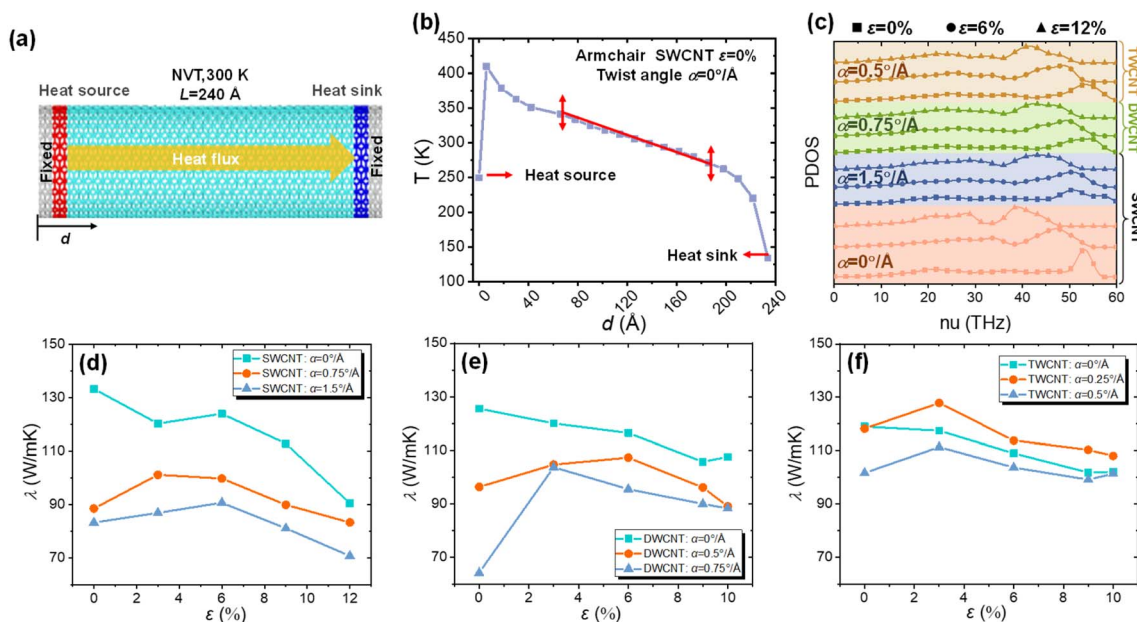 (a)
NVT,300 K
L=240 Å
Heat source
Heat sink
Fixed
Heat flux
Fixed
d
(b)
Armchair SWCNT ε=0%
Twist angle α=0°/Å
Heat source
Heat sink
T (K)
450
400
350
300
250
200
150
100
0 40 80 120 160 200 240
d (Å)
(c)
ε=0% ε=6% ε=12%
α=0.5°/Å
α=0.75°/Å
α=1.5°/Å
α=0°/Å
TWCNT
DWCNT
SWCNT
PDOS
0 10 20 30 40 50 60
nu (THz)
(d)
SWCNT: α=0°/Å
SWCNT: α=0.75°/Å
SWCNT: α=1.5°/Å
λ (W/mK)
150
130
110
90
70
0 2 4 6 8 10 12
ε (%)
(e)
DWCNT: α=0°/Å
DWCNT: α=0.5°/Å
DWCNT: α=0.75°/Å
λ (W/mK)
150
130
110
90
70
0 2 4 6 8 10
ε (%)
(f)
TWCNT: α=0°/Å
TWCNT: α=0.25°/Å
TWCNT: α=0.5°/Å
λ (W/mK)
150
130
110
90
70
0 2 4 6 8 10
ε (%)